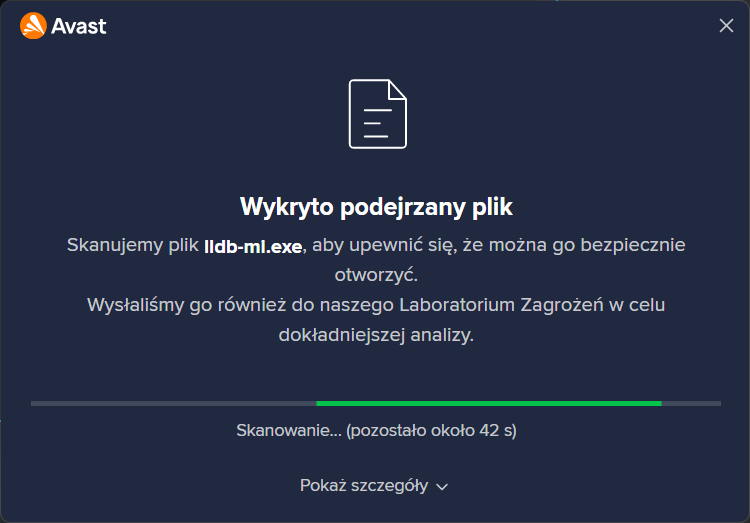 Avast
Wykryto podejrzany plik
Skanujemy plik lldb-mI.exe, aby upewnić się, że można go bezpiecznie
otworzyć.
Wysłaliśmy go również do naszego Laboratorium Zagrożeń w celu
dokładniejszej analizy.
Skanowanie... (pozostało około 42 s)
Pokaż szczegóły